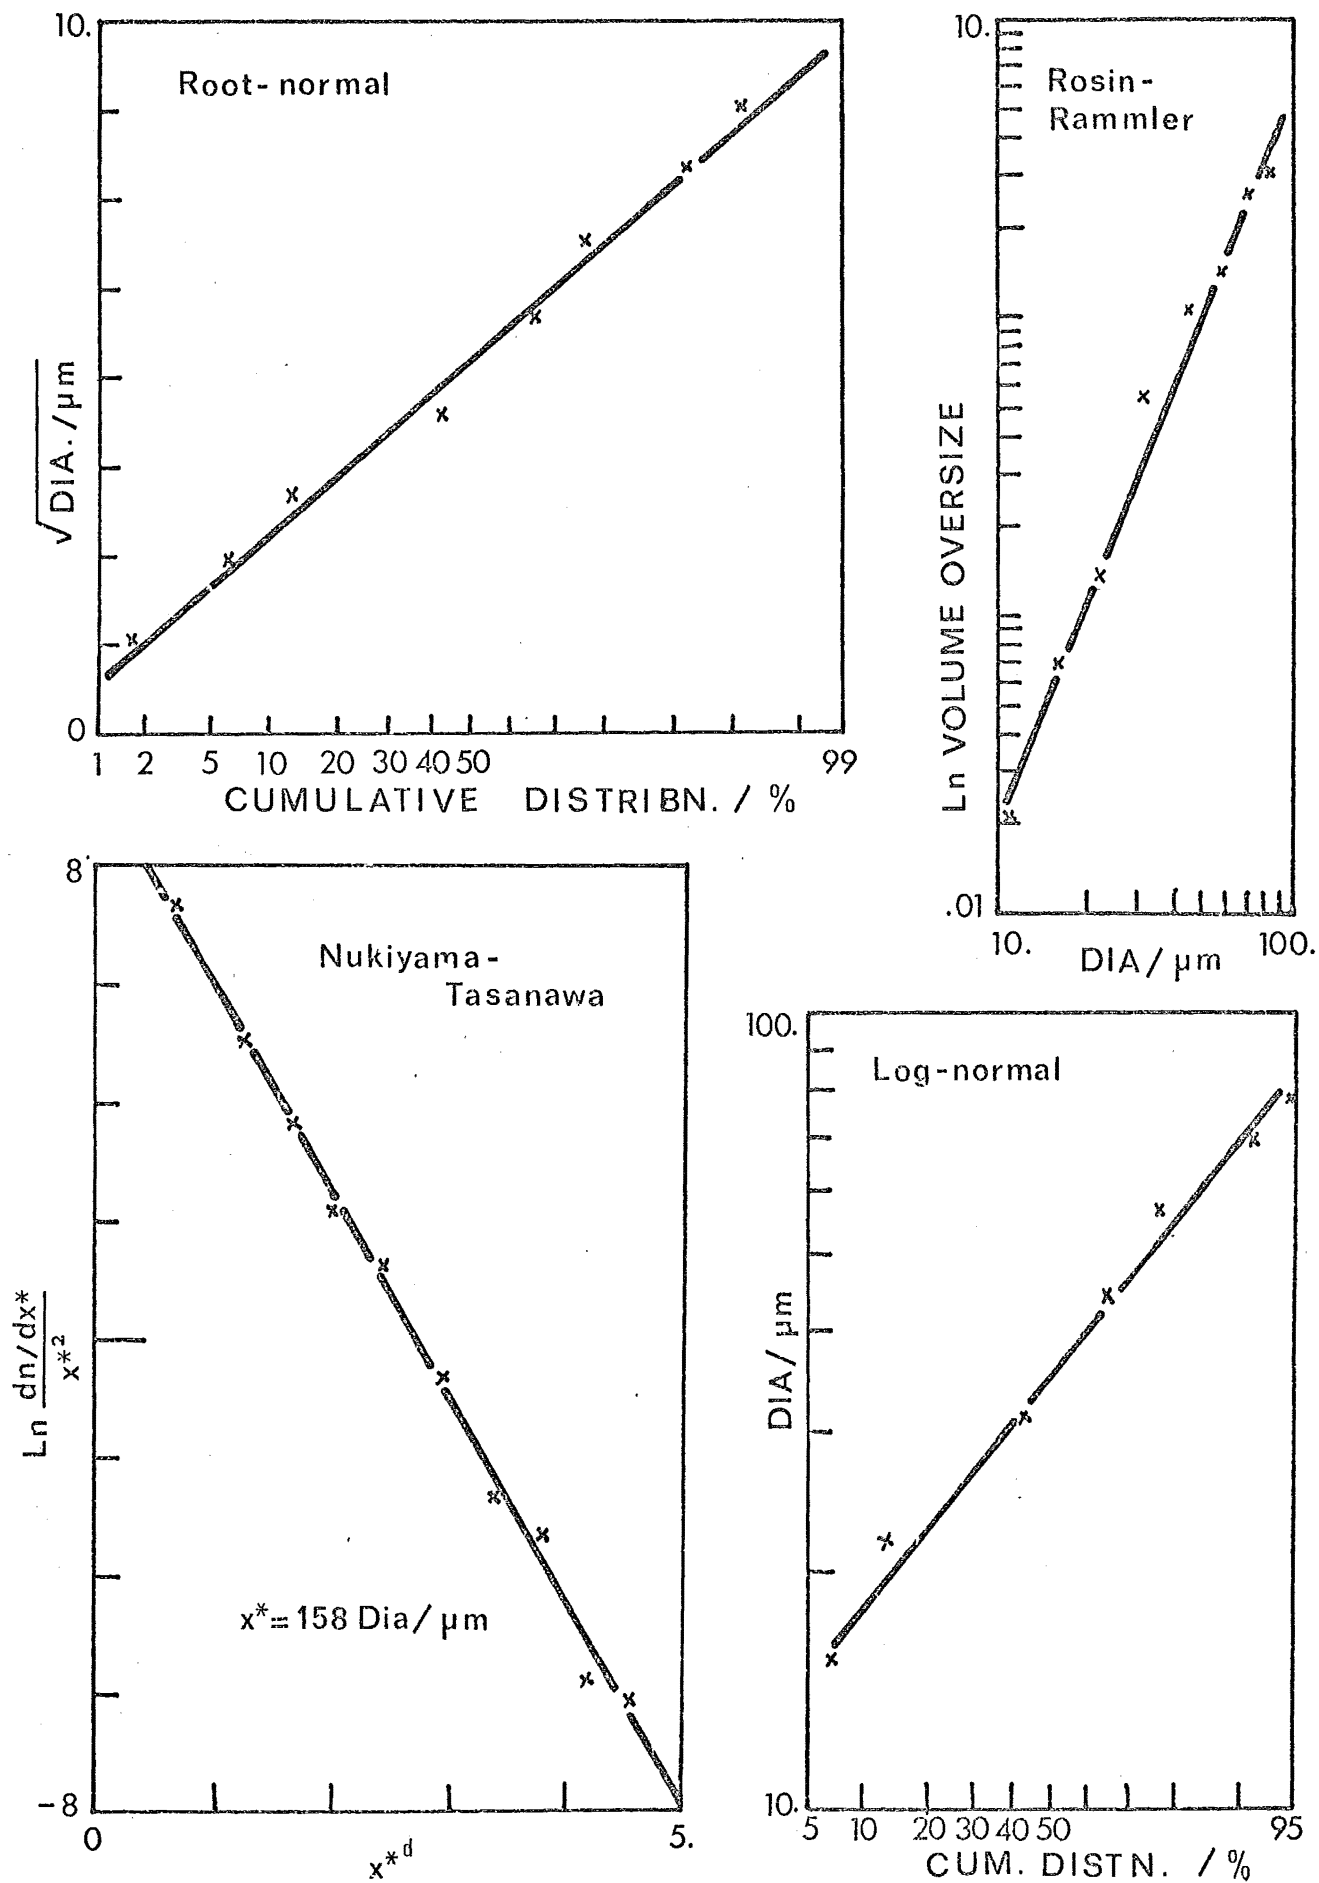 10.
Root-normal
√DIA./µm
0
1 2 5 10 20 30 40 50 99
CUMULATIVE DISTRIBN. / %
10.
Rosin-
Rammler
Ln VOLUME OVERSIZE
.01
10. 100.
DIA/µm
8
Nukiyama-
Tasanawa
Ln dn/dx*
x*²
x*=158 Dia/µm
-8
0 5.
x*ᵈ
100.
Log-normal
DIA/µm
10.
5 10 20 30 40 50 95
CUM. DISTN. / %